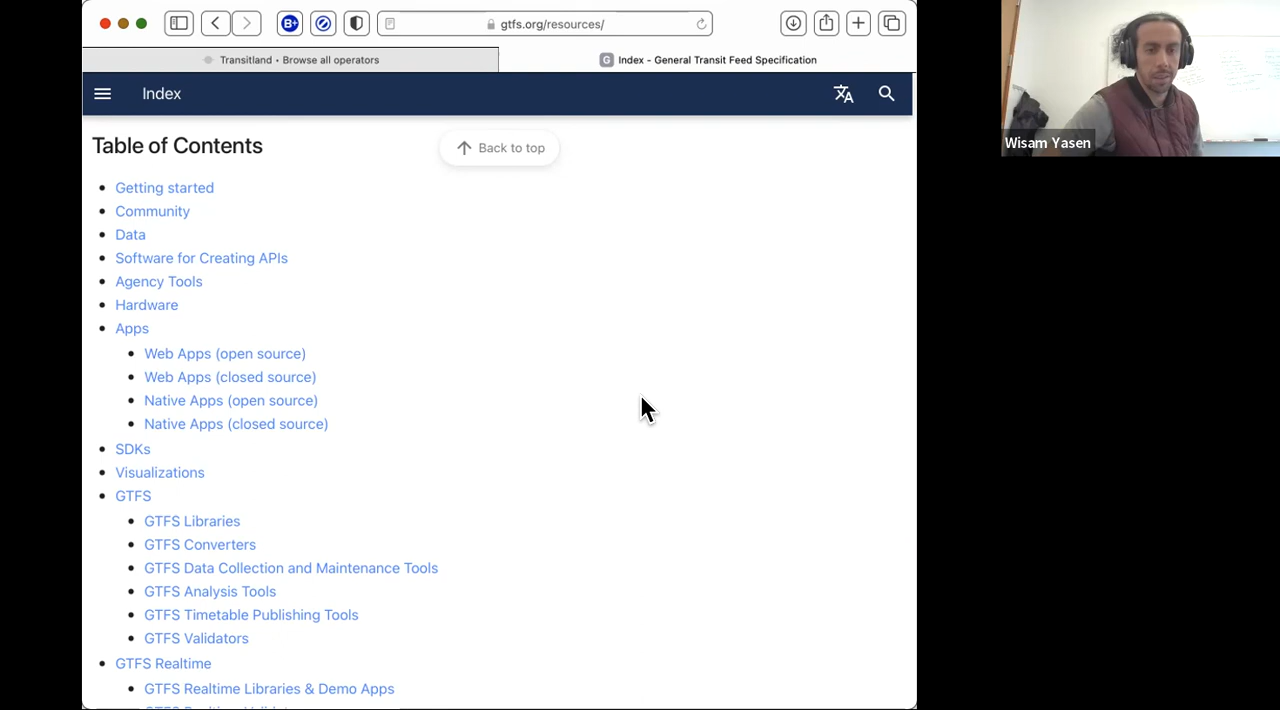 gtfs.org/resources/
Transitland • Browse all operators
G Index - General Transit Feed Specification
Index
Table of Contents
Back to top
Getting started
Community
Data
Software for Creating APIs
Agency Tools
Hardware
Apps
Web Apps (open source)
Web Apps (closed source)
Native Apps (open source)
Native Apps (closed source)
SDKs
Visualizations
GTFS
GTFS Libraries
GTFS Converters
GTFS Data Collection and Maintenance Tools
GTFS Analysis Tools
GTFS Timetable Publishing Tools
GTFS Validators
GTFS Realtime
GTFS Realtime Libraries & Demo Apps
Wisam Yasen